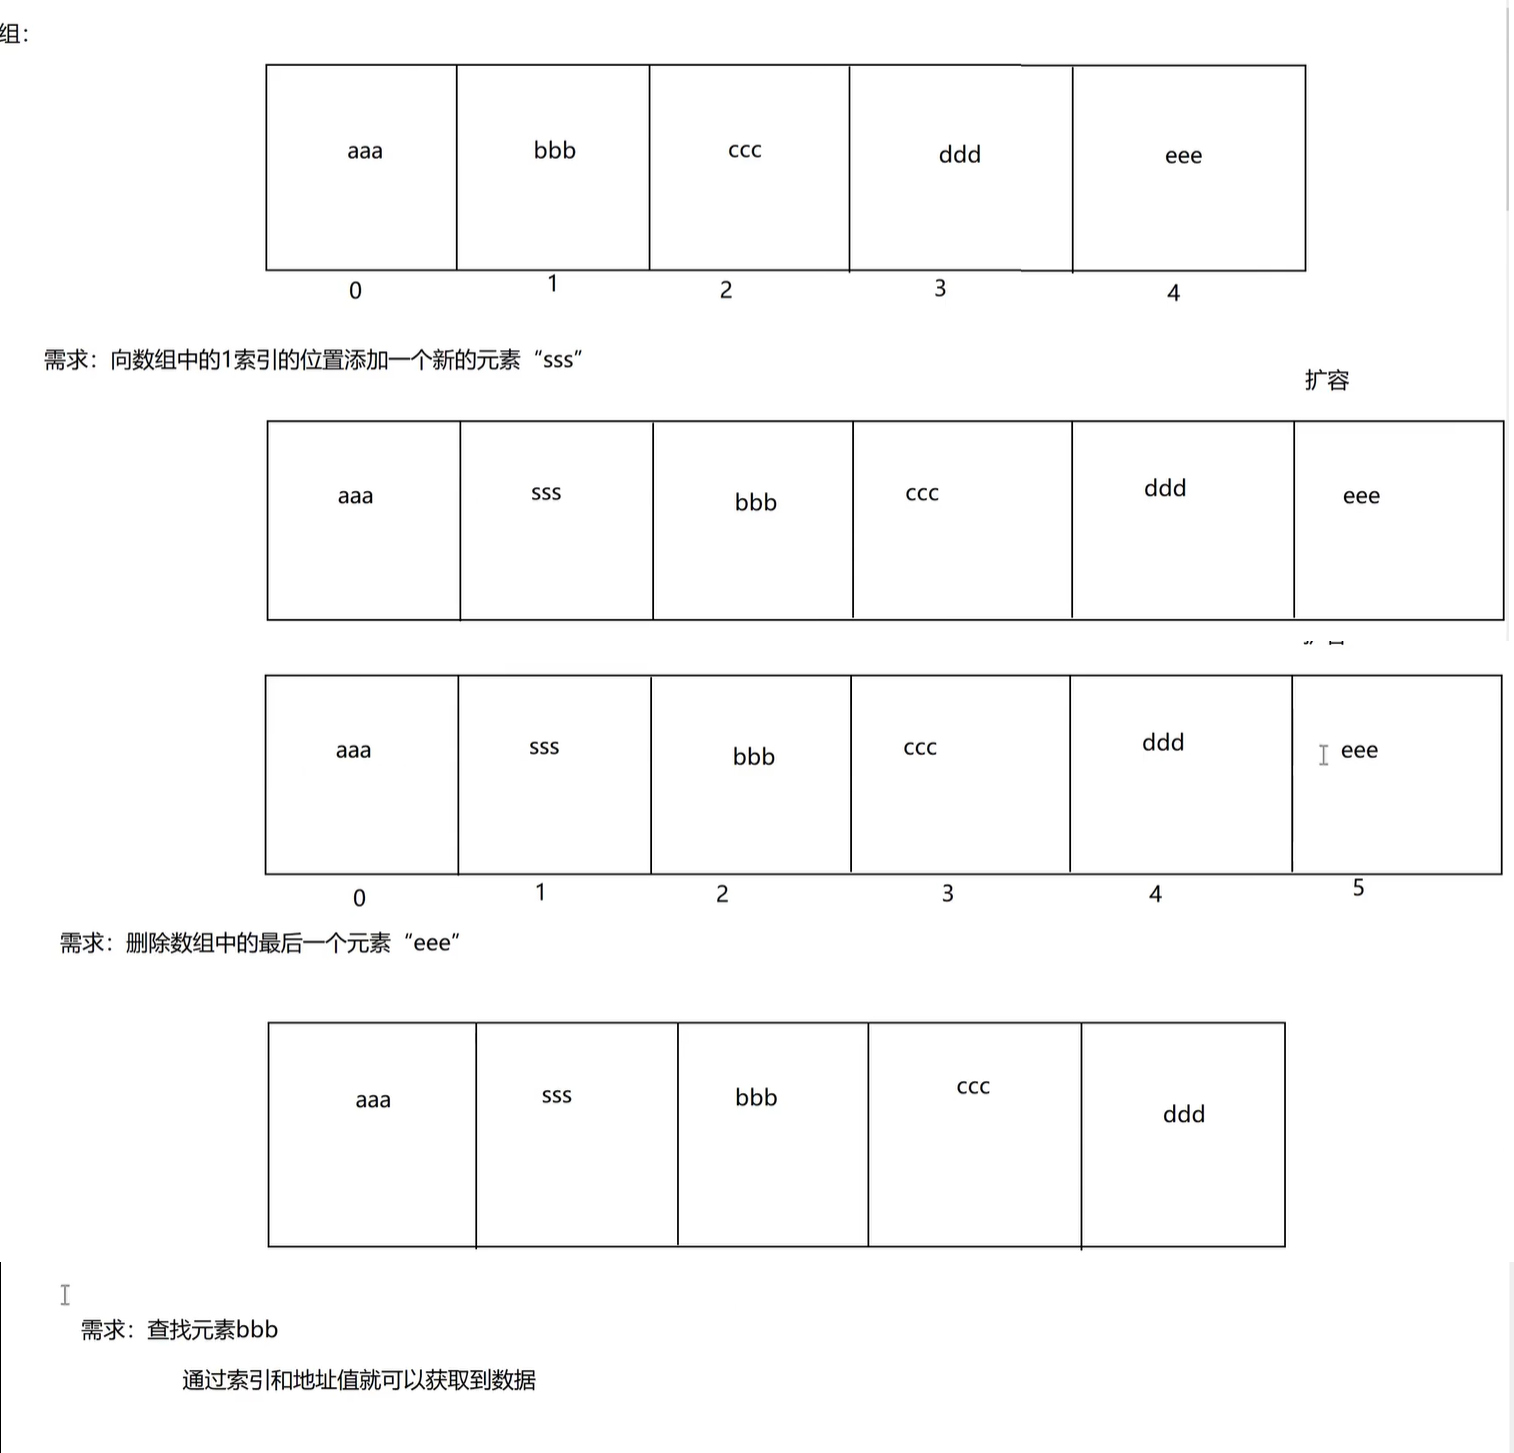 组：
aaa bbb ccc ddd eee
0 1 2 3 4
需求：向数组中的1索引的位置添加一个新的元素“sss”
扩容
aaa sss bbb ccc ddd eee
aaa sss bbb ccc ddd eee
0 1 2 3 4 5
需求：删除数组中的最后一个元素“eee”
aaa sss bbb ccc ddd
需求：查找元素bbb
通过索引和地址值就可以获取到数据